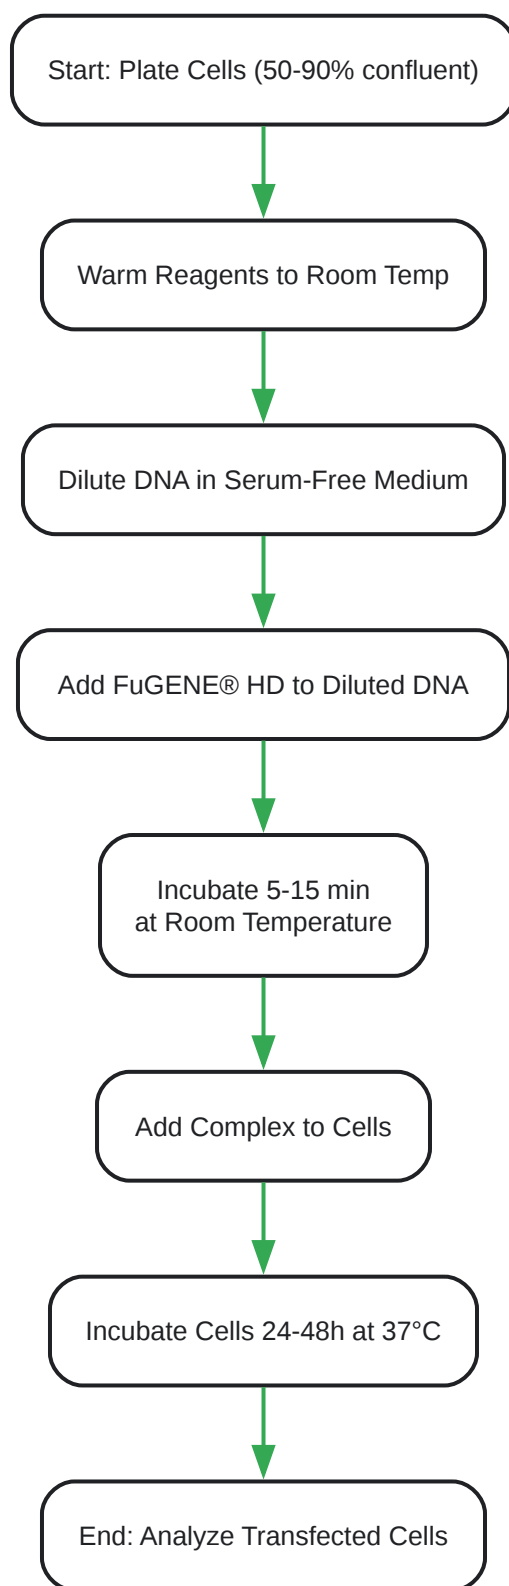 Start: Plate Cells (50-90% confluent)
Warm Reagents to Room Temp
Dilute DNA in Serum-Free Medium
Add FuGENE® HD to Diluted DNA
Incubate 5-15 min
at Room Temperature
Add Complex to Cells
Incubate Cells 24-48h at 37°C
End: Analyze Transfected Cells